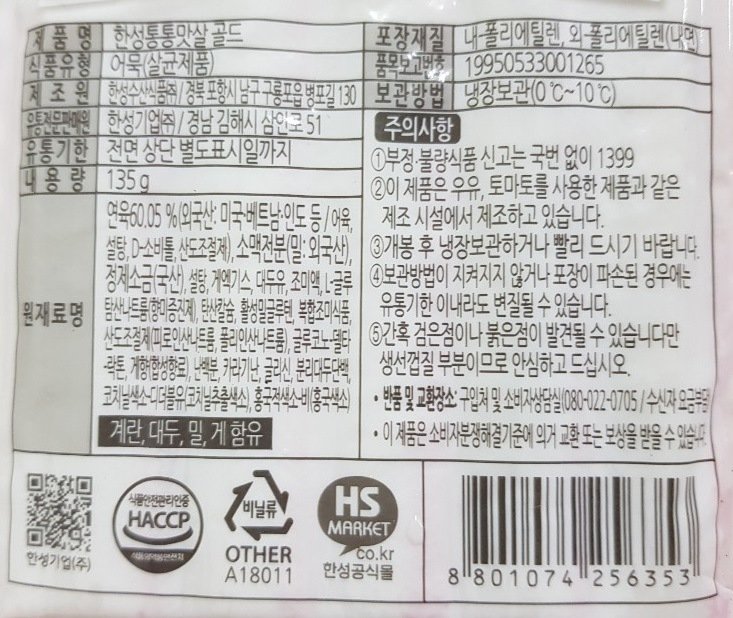 제품명 한성통통맛살 골드
식품유형 어묵(살균제품)
제조원 한성수산식품㈜ / 경북 포항시 남구 구룡포읍 병포길 130
유통전문판매원 한성기업㈜ / 경남 김해시 삼안로 51
유통기한 전면 상단 별도표시일까지
내용량 135g
원재료명
연육60.05 %(외국산: 미국·베트남·인도 등 / 어육,
설탕, D-소비톨, 산도조절제), 소맥전분(밀: 외국산),
정제소금(국산), 설탕, 게엑기스, 대두유, 조미액, L-글루
탐산나트륨(향미증진제), 탄산칼슘, 활성밀글루텐, 복합조미식품,
산도조절제(피로인산나트륨, 폴리인산나트륨), 글루코노-델타
-락톤, 게향(합성향료), 난백분, 카라기난, 글리신, 분리대두단백,
코치닐색소-디더블유(코치닐추출색소), 홍국적색소-비(홍국색소)
계란, 대두, 밀, 게 함유
포장재질 내-폴리에틸렌, 외-폴리에틸렌(내면)
품목보고번호 19950533001265
보관방법 냉장보관(0℃~10℃)
주의사항
①부정·불량식품 신고는 국번 없이 1399
②이 제품은 우유, 토마토를 사용한 제품과 같은
제조 시설에서 제조하고 있습니다.
③개봉 후 냉장보관하거나 빨리 드시기 바랍니다.
④보관방법이 지켜지지 않거나 포장이 파손된 경우에는
유통기한 이내라도 변질될 수 있습니다.
⑤간혹 검은점이나 붉은점이 발견될 수 있습니다만
생선껍질 부분이므로 안심하고 드십시오.
• 반품 및 교환장소: 구입처 및 소비자상담실(080-022-0705 / 수신자 요금부담)
• 이 제품은 소비자분쟁해결기준에 의거 교환 또는 보상을 받을 수 있습니다.
한성기업(주)
식품안전관리인증
HACCP
식품의약품안전처
비닐류
OTHER
A18011
HS
MARKET
co.kr
한성공식몰
8 801074 256353